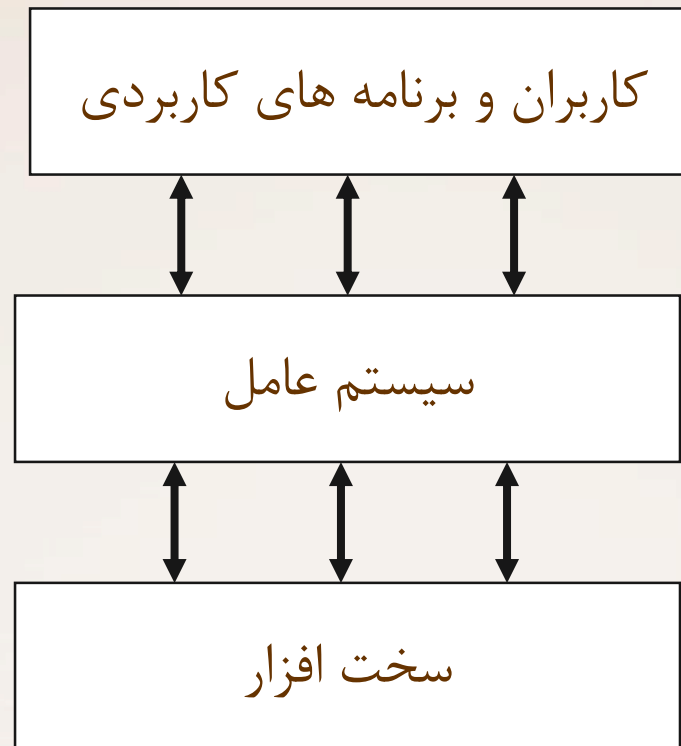 کاربران و برنامه های کاربردی
سیستم عامل
سخت افزار